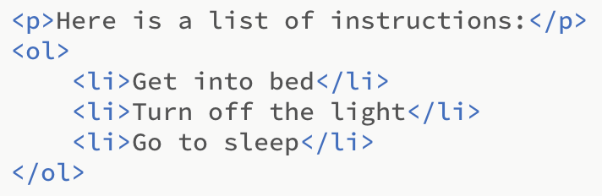 <p>Here is a list of instructions:</p>
<ol>
    <li>Get into bed</li>
    <li>Turn off the light</li>
    <li>Go to sleep</li>
</ol>